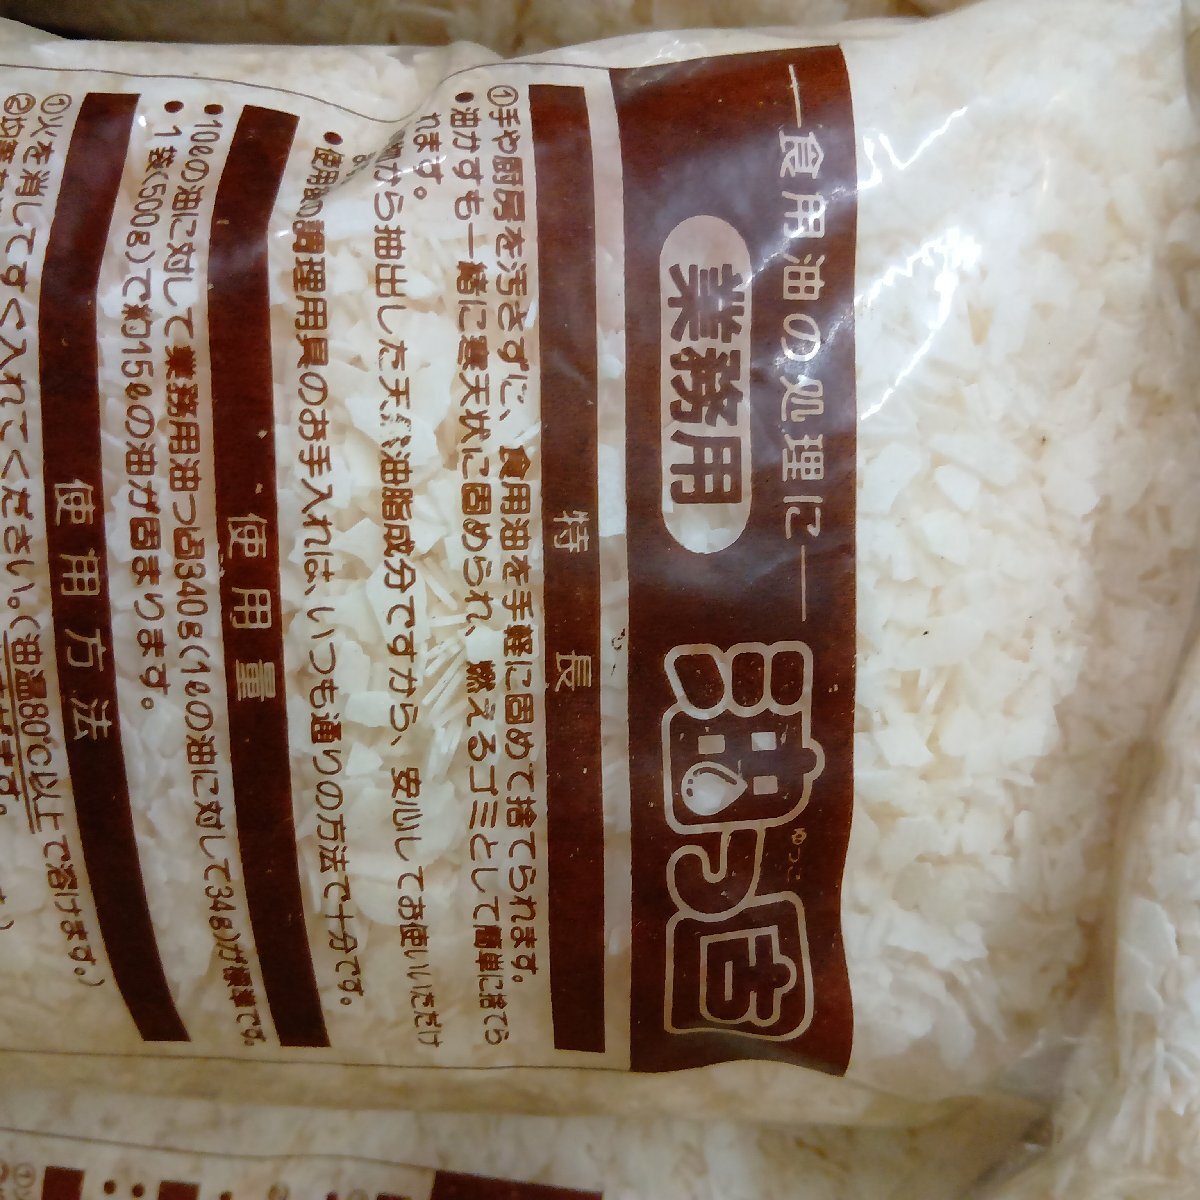 ―食用油の処理に―
業務用
油っ固
ゆっこ
特長
①手や厨房を汚さずに、食用油を手軽に固めて捨てられます。
●油かすも一緒に寒天状に固められ、燃えるゴミとして簡単に捨てら
れます。
から抽出した天然油脂成分ですから、安心してお使いいただけ
●使用後の調理用具のお手入れは、いつも通りの方法で十分です。
使用量
●10ℓの油に対して業務用油っ固340g(1ℓの油に対して34g)が標準です。
●1袋(500g)で約15ℓの油が固まります。
使用方法
①火を消してすぐ入れてください。(油温80℃以上で溶けます。)